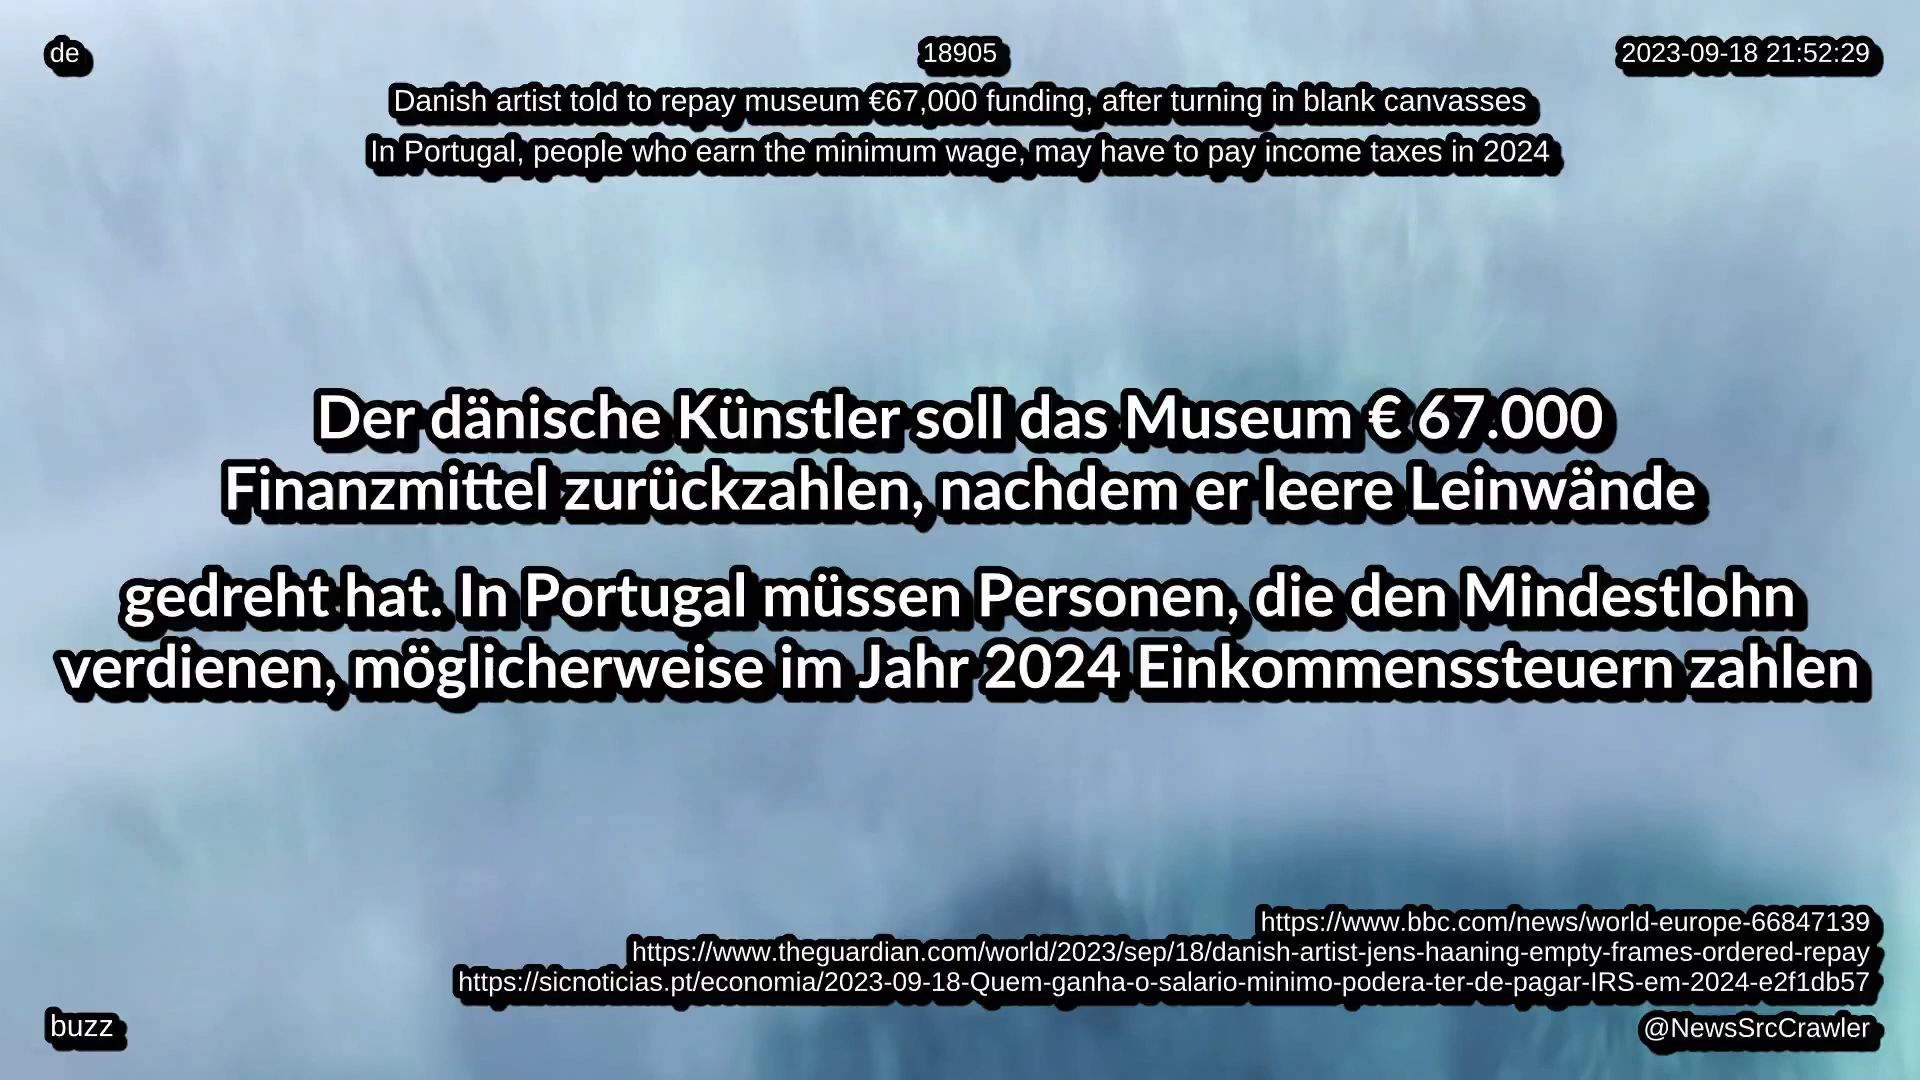 de
18905
2023-09-18 21:52:29
Danish artist told to repay museum €67,000 funding, after turning in blank canvasses
In Portugal, people who earn the minimum wage, may have to pay income taxes in 2024
Der dänische Künstler soll das Museum € 67.000
Finanzmittel zurückzahlen, nachdem er leere Leinwände
gedreht hat. In Portugal müssen Personen, die den Mindestlohn
verdienen, möglicherweise im Jahr 2024 Einkommenssteuern zahlen
https://www.bbc.com/news/world-europe-66847139
https://www.theguardian.com/world/2023/sep/18/danish-artist-jens-haaning-empty-frames-ordered-repay
https://sicnoticias.pt/economia/2023-09-18-Quem-ganha-o-salario-minimo-podera-ter-de-pagar-IRS-em-2024-e2f1db57
buzz
@NewsSrcCrawler